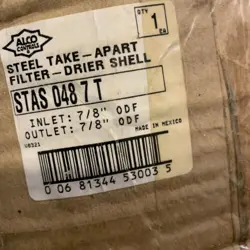 ALCO
CONTROLS
QTY
1
EA
STEEL TAKE-APART
FILTER-DRIER SHELL
STAS 048 7 T
INLET: 7/8" ODF
OUTLET: 7/8" ODF
MADE IN MEXICO
V0321
0 06 81344 53003 5